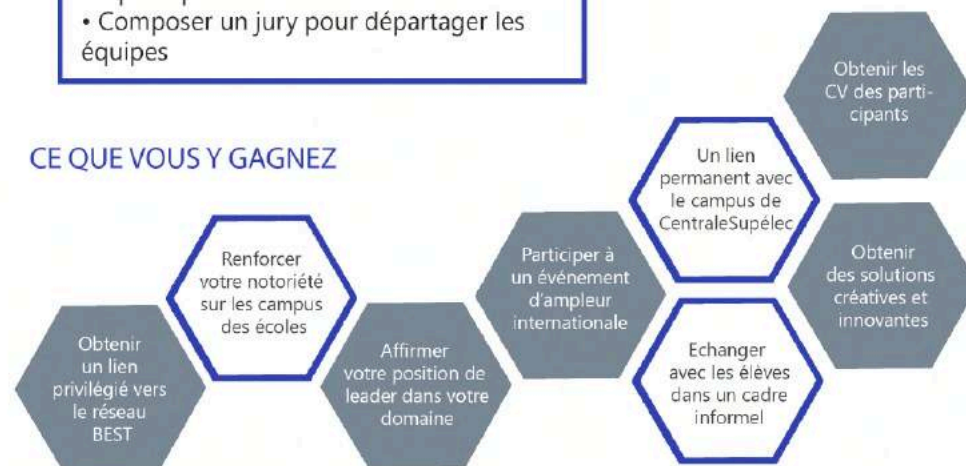 • Composer un jury pour départager les
équipes
CE QUE VOUS Y GAGNEZ
Obtenir
un lien
privilégié vers
le réseau
BEST
Renforcer
votre notoriété
sur les campus
des écoles
Affirmer
votre position de
leader dans votre
domaine
Participer à
un événement
d'ampleur
internationale
Un lien
permanent avec
le campus de
CentraleSupélec
Echanger
avec les élèves
dans un cadre
informel
Obtenir les
CV des parti-
cipants
Obtenir
des solutions
créatives et
innovantes